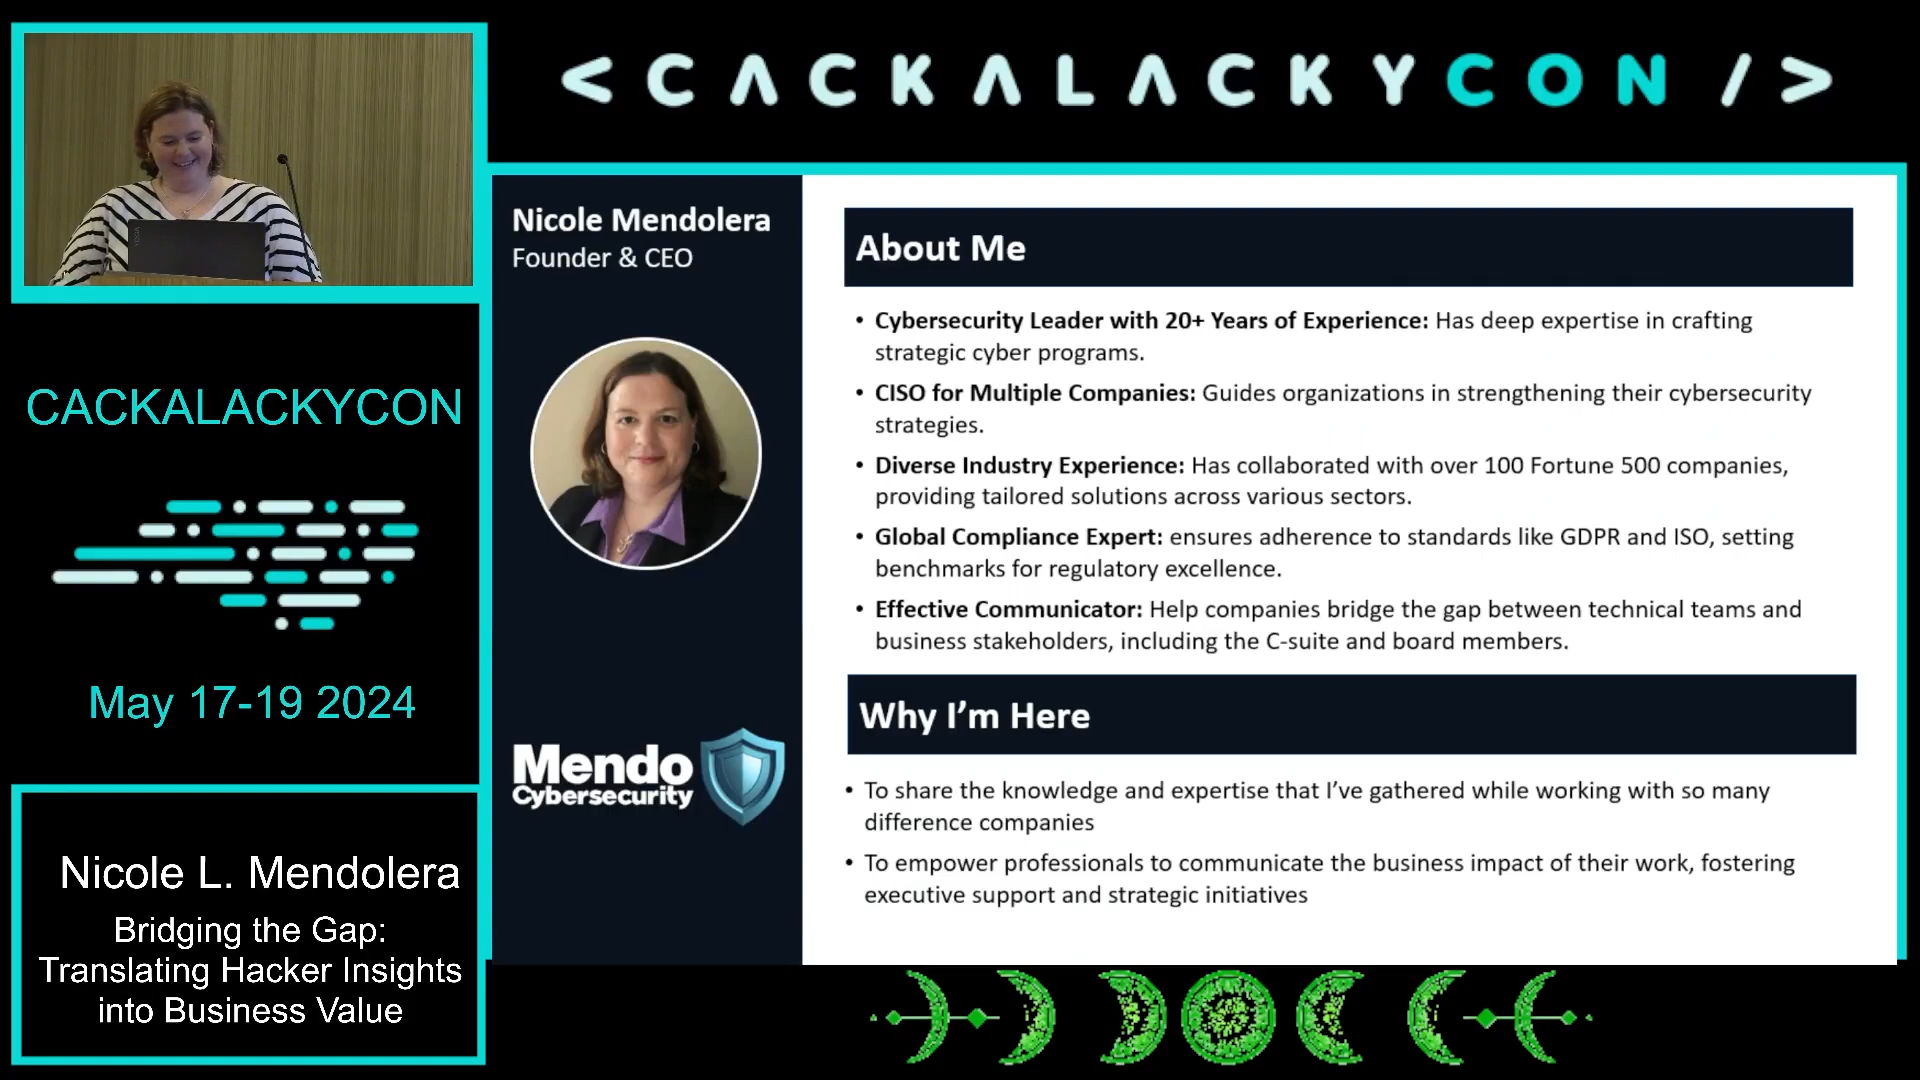 <CACKALACKYCON/>
Nicole Mendolera
Founder & CEO
Mendo
Cybersecurity
About Me
• Cybersecurity Leader with 20+ Years of Experience: Has deep expertise in crafting
strategic cyber programs.
• CISO for Multiple Companies: Guides organizations in strengthening their cybersecurity
strategies.
• Diverse Industry Experience: Has collaborated with over 100 Fortune 500 companies,
providing tailored solutions across various sectors.
• Global Compliance Expert: ensures adherence to standards like GDPR and ISO, setting
benchmarks for regulatory excellence.
• Effective Communicator: Help companies bridge the gap between technical teams and
business stakeholders, including the C-suite and board members.
Why I'm Here
• To share the knowledge and expertise that I've gathered while working with so many
difference companies
• To empower professionals to communicate the business impact of their work, fostering
executive support and strategic initiatives
CACKALACKYCON
May 17-19 2024
Nicole L. Mendolera
Bridging the Gap:
Translating Hacker Insights
into Business Value